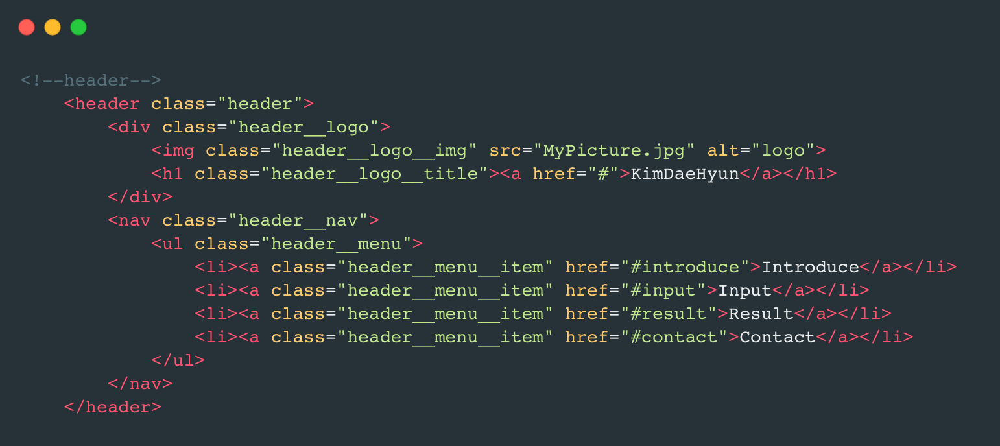 <!--header-->
    <header class="header">
        <div class="header__logo">
            <img class="header__logo__img" src="MyPicture.jpg" alt="logo">
            <h1 class="header__logo__title"><a href="#">KimDaeHyun</a></h1>
        </div>
        <nav class="header__nav">
            <ul class="header__menu">
                <li><a class="header__menu__item" href="#introduce">Introduce</a></li>
                <li><a class="header__menu__item" href="#input">Input</a></li>
                <li><a class="header__menu__item" href="#result">Result</a></li>
                <li><a class="header__menu__item" href="#contact">Contact</a></li>
            </ul>
        </nav>
    </header>